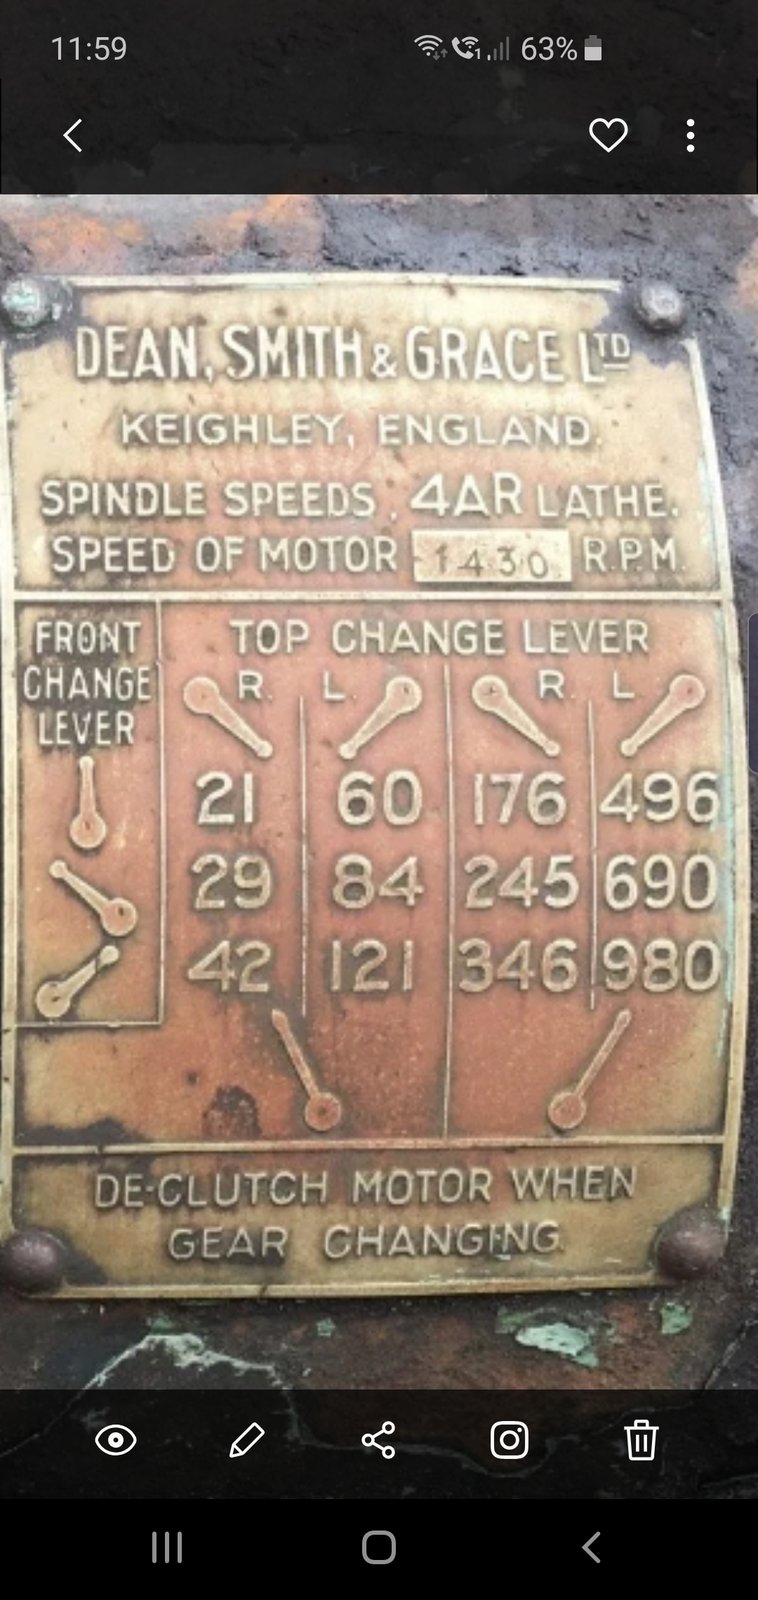 11:59
63%
DEAN, SMITH & GRACE LTD
KEIGHLEY, ENGLAND.
SPINDLE SPEEDS. 4AR LATHE.
SPEED OF MOTOR 1430 R.P.M.
FRONT CHANGE LEVER
TOP CHANGE LEVER
R. L. R. L
21 60 176 496
29 84 245 690
42 121 346 980
DE-CLUTCH MOTOR WHEN
GEAR CHANGING.